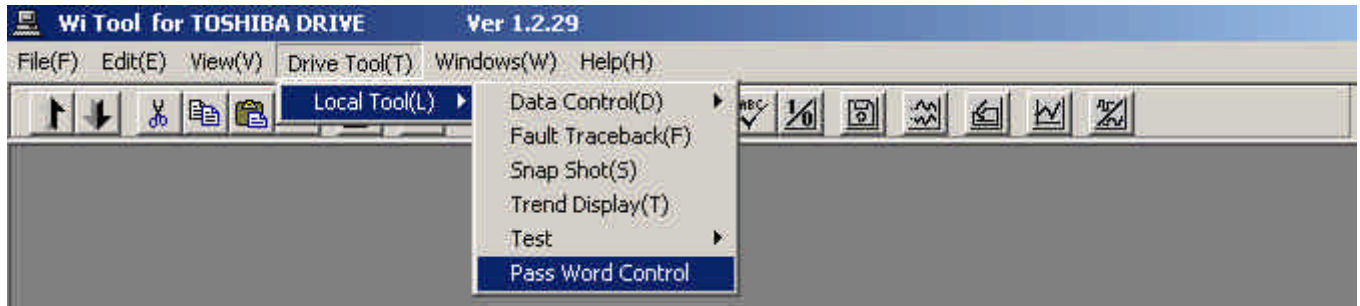 Wi Tool for TOSHIBA DRIVE Ver 1.2.29
File(F) Edit(E) View(V) Drive Tool(T) Windows(W) Help(H)
Local Tool(L)
Data Control(D)
ABC
1/0
Fault Traceback(F)
Snap Shot(S)
Trend Display(T)
Test
Pass Word Control